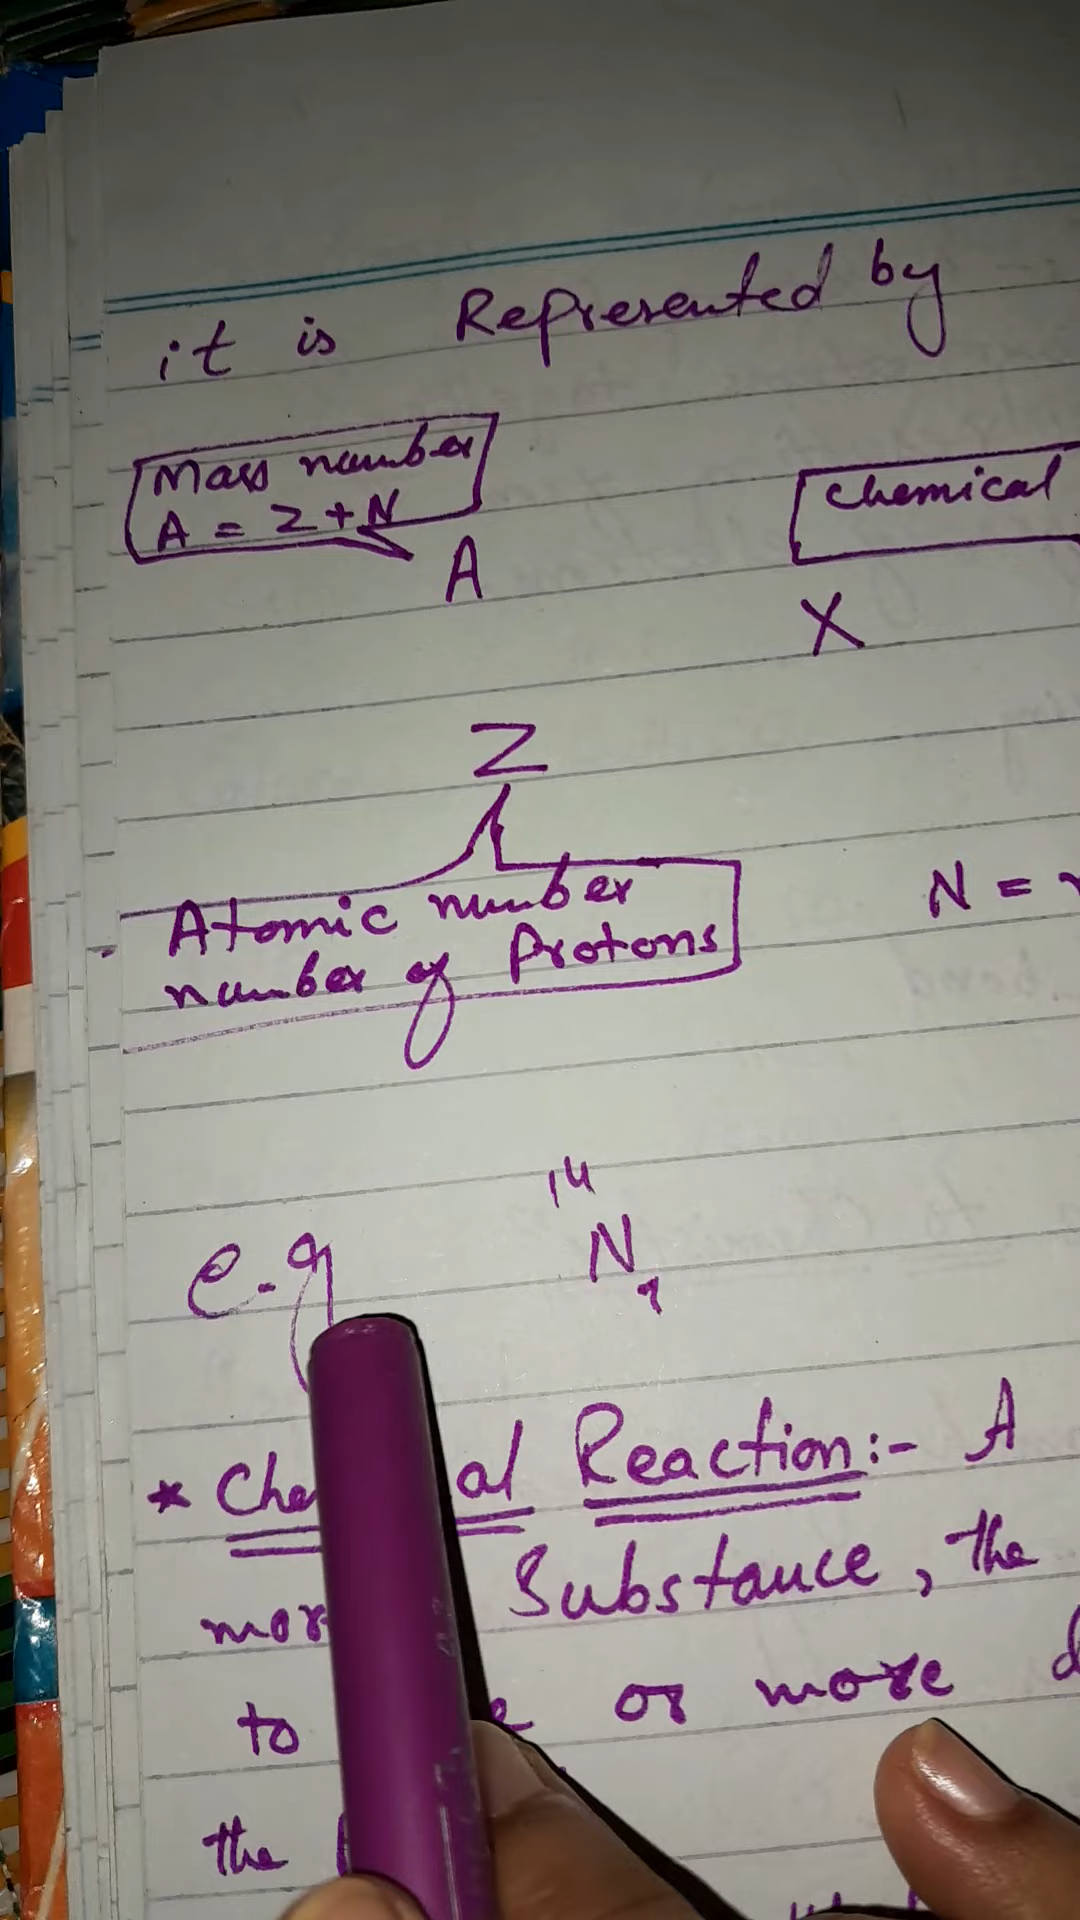 it is Represented by
Mass number
A = Z + N
A
Chemical
X
Z
Atomic number
number of Protons
N =
14
N
e.g
* Che al Reaction:- A
Substance, the
to or more
the